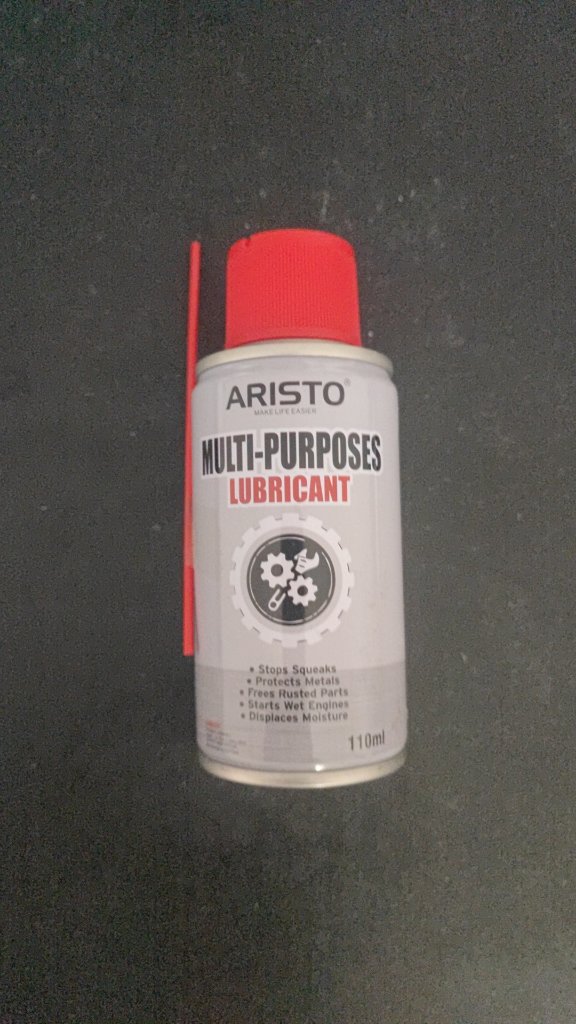 ARISTO®
MAKE LIFE EASIER
MULTI-PURPOSES
LUBRICANT
• Stops Squeaks
• Protects Metals
• Frees Rusted Parts
• Starts Wet Engines
• Displaces Moisture
110ml